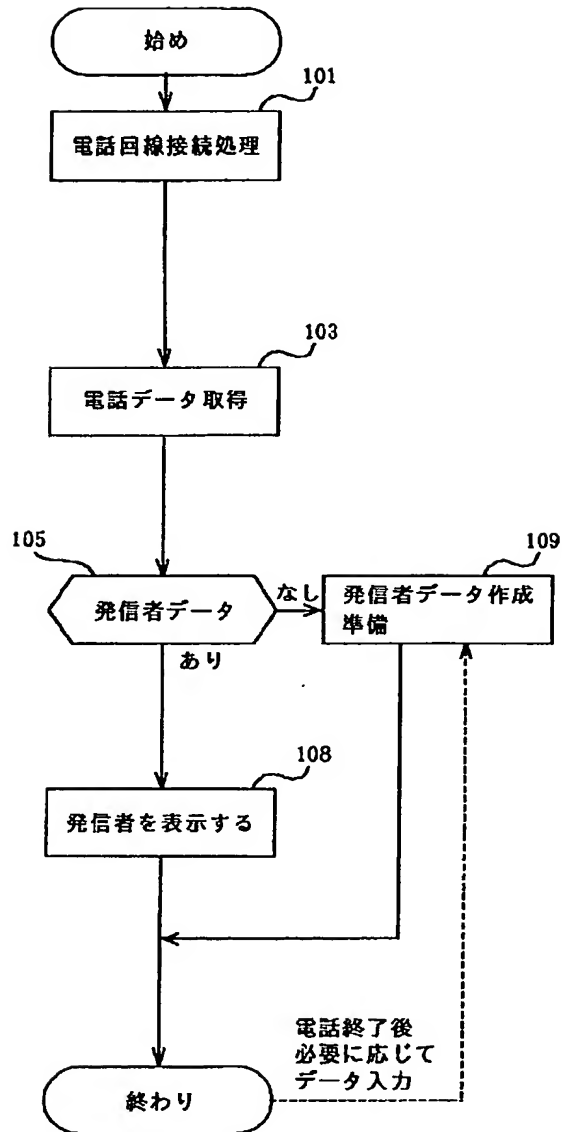 始め
101
電話回線接続処理
103
電話データ取得
105
発信者データ
なし
109
発信者データ作成
準備
あり
108
発信者を表示する
電話終了後
必要に応じて
データ入力
終わり